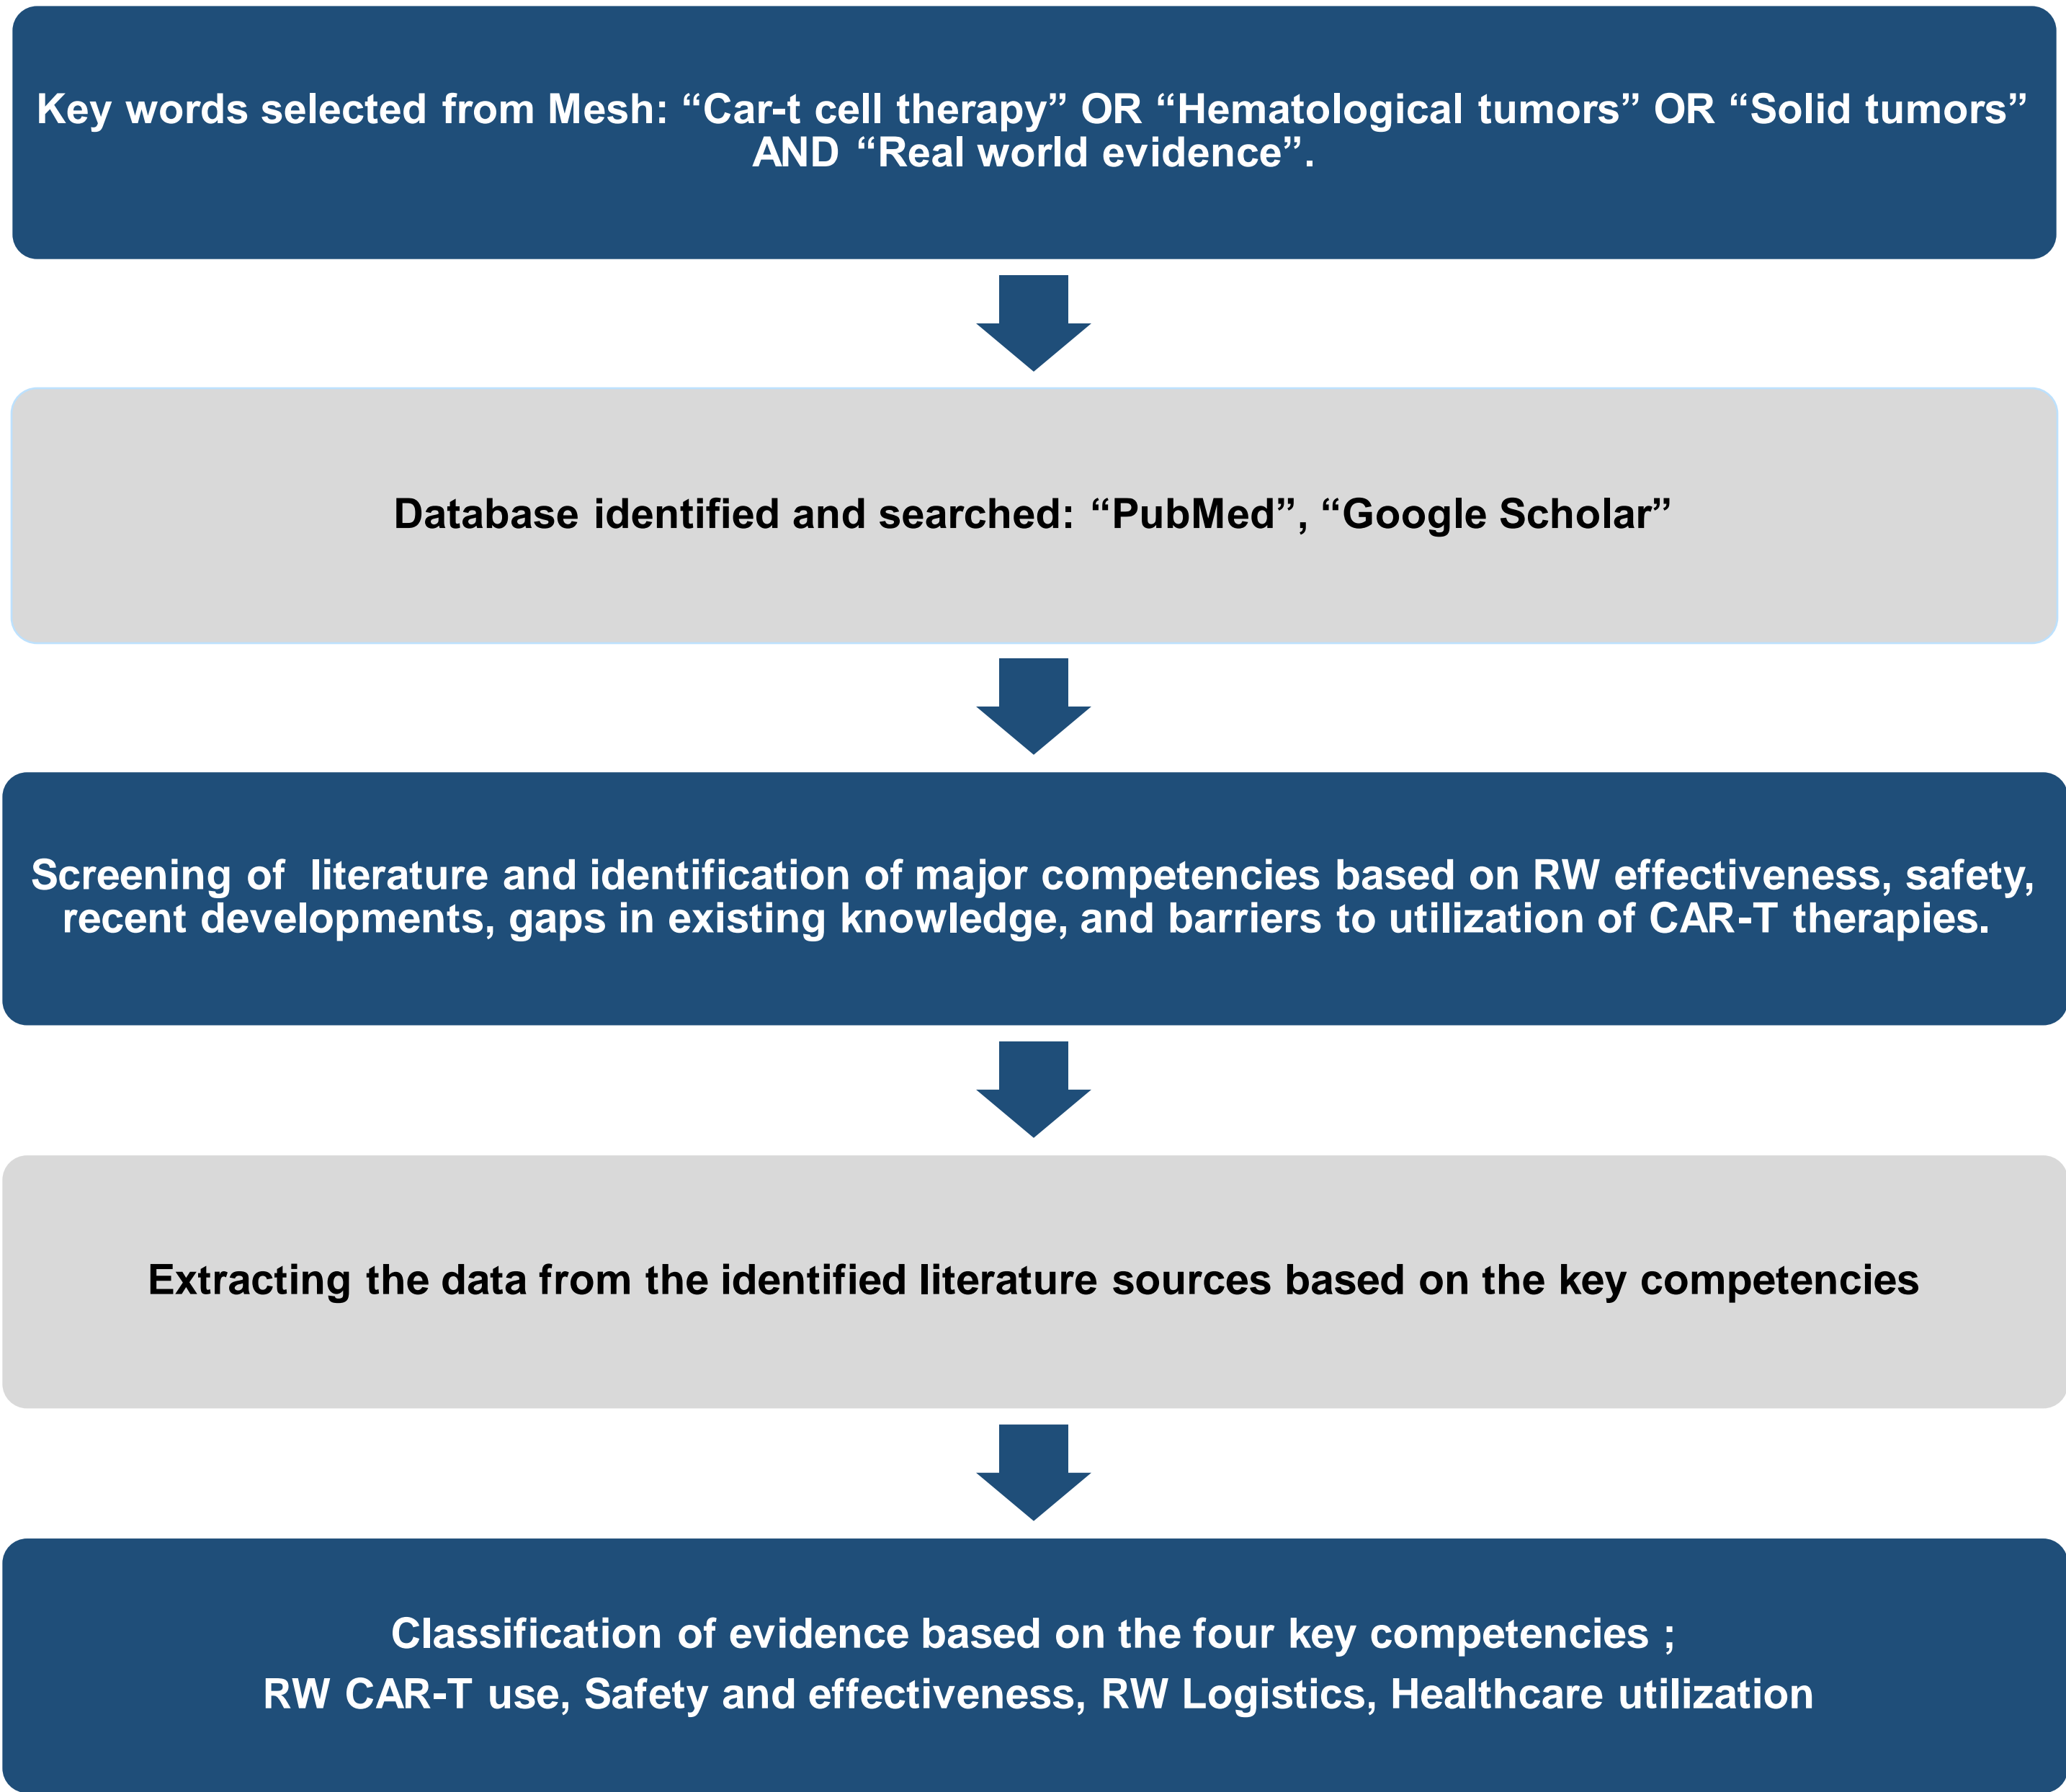 Key words selected from Mesh: “Car-t cell therapy” OR “Hematological tumors” OR “Solid tumors”
AND “Real world evidence”.
Database identified and searched: “PubMed”, “Google Scholar”
Screening of  literature and identification of major competencies based on RW effectiveness, safety,
recent developments, gaps in existing knowledge, and barriers to utilization of CAR-T therapies.
Extracting the data from the identified literature sources based on the key competencies
Classification of evidence based on the four key competencies ;
RW CAR-T use, Safety and effectiveness, RW Logistics, Healthcare utilization